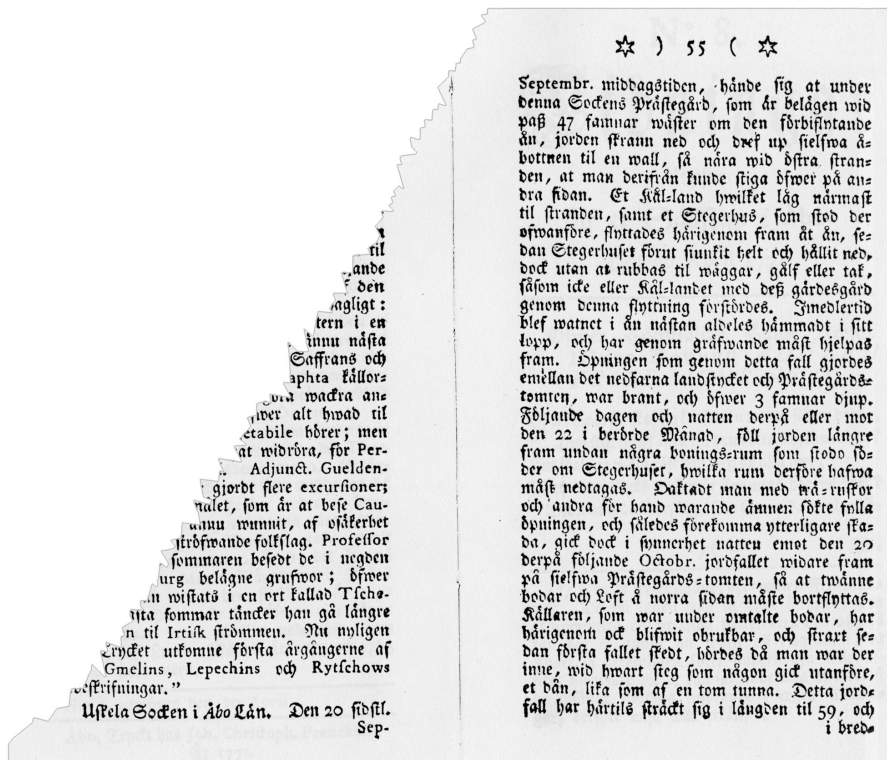 til
den
tern i en
innu nästa
Saffrans och
källor-
wackra an-
alt hwad til
hörer; men
at widröra, för Per-
Adjunct. Guelden-
gjordt flere excursioner;
som är at bese Cau-
wunnit, af osäkerhet
folkslag. Professor
sommaren besedt de i negden
belägne grufwor; öfwer
wistats i en ort kallad Tsche-
sommar täncker han gå längre
til Irtisk strömmen. Nu nyligen
utkomne första årgångerne af
Gmelins, Lepechins och Rytschows
beskrifningar.”
Uskela Socken i Åbo Län. Den 20 sidstl.
Sep-
) 55 (
Septembr. middagstiden, hände sig at under
denna Sockens Prästegård, som är belägen wid
paß 47 famnar wäster om den förbiflytande
ån, jorden skrann ned och dref up sielfwa å-
bottnen til en wall, så nära wid östra stran-
den, at man derifrån kunde stiga öfwer på an-
dra sidan. Et Kål-land hwilket låg närmast
til stranden, samt et Stegerhus, som stod der
ofwanföre, flyttades härigenom fram åt ån, se-
dan Stegerhuset förut siunkit helt och hållit ned,
dock utan at rubbas til wäggar, gålf eller tak,
såsom icke eller Kål-landet med deß gärdesgård
genom denna flyttning förstördes. Imedlertid
blef watnet i ån nästan aldeles hämmadt i sitt
lopp, och har genom gräfwande måst hjelpas
fram. Öpningen som genom detta fall gjordes
emellan det nedfarna landstycket och Prästegårds-
tomten, war brant, och öfwer 3 famnar djup.
Följande dagen och natten derpå eller mot
den 22 i berörde Månad, föll jorden längre
fram undan några bonings-rum som stodo sö-
der om Stegerhuset, hwilka rum derföre hafwa
måst nedtagas. Oaktadt man med trä-ruskor
och andra för hand warande ämnen sökte fylla
öpningen, och således förekomma ytterligare ska-
da, gick dock i synnerhet natten emot den 20
derpå följande Octobr. jordfallet widare fram
på sielfwa Prästegårds-tomten, så at twänne
bodar och Loft å norra sidan måste bortflyttas.
Källaren, som war under omtalte bodar, har
härigenom ock blifwit obrukbar, och strart se-
dan första fallet skedt, hördes då man war der
inne, wid hwart steg som någon gick utanföre,
et dån, lika som af en tom tunna. Detta jord-
fall har härtils sträckt sig i längden til 59, och
i bred-